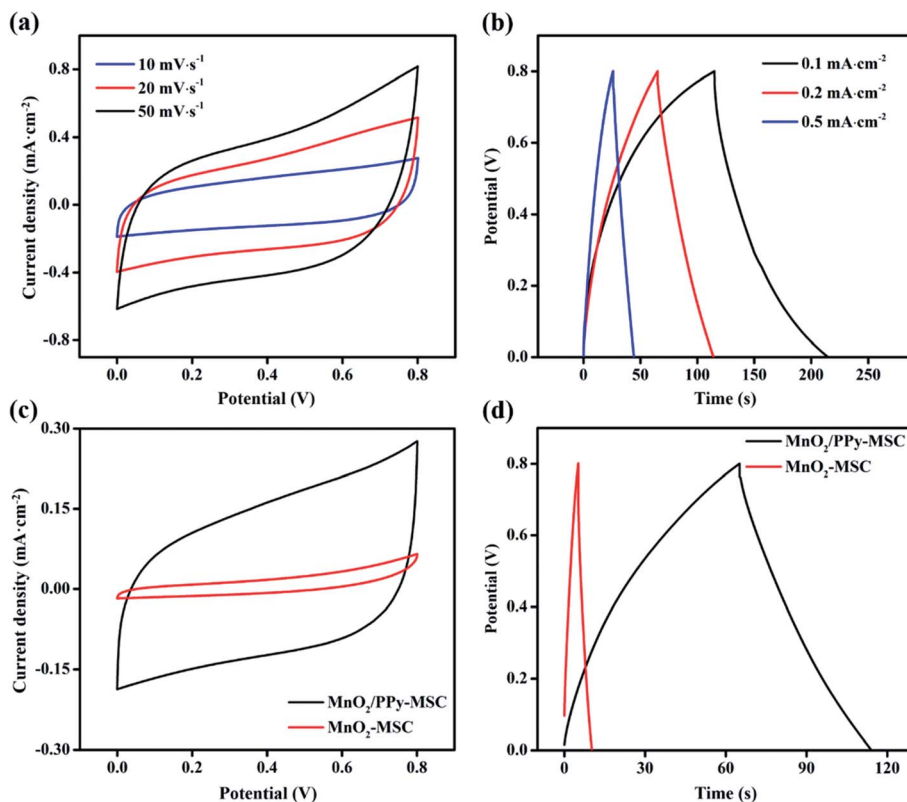 (a)
10 mV·s⁻¹
20 mV·s⁻¹
50 mV·s⁻¹
0.8
0.4
0.0
-0.4
-0.8
Current density (mA·cm⁻²)
0.0 0.2 0.4 0.6 0.8
Potential (V)
(b)
0.1 mA·cm⁻²
0.2 mA·cm⁻²
0.5 mA·cm⁻²
0.8
0.6
0.4
0.2
0.0
Potential (V)
0 50 100 150 200 250
Time (s)
(c)
0.30
0.15
0.00
-0.15
-0.30
Current density (mA·cm⁻²)
MnO₂/PPy-MSC
MnO₂-MSC
0.0 0.2 0.4 0.6 0.8
Potential (V)
(d)
MnO₂/PPy-MSC
MnO₂-MSC
0.8
0.6
0.4
0.2
0.0
Potential (V)
0 30 60 90 120
Time (s)